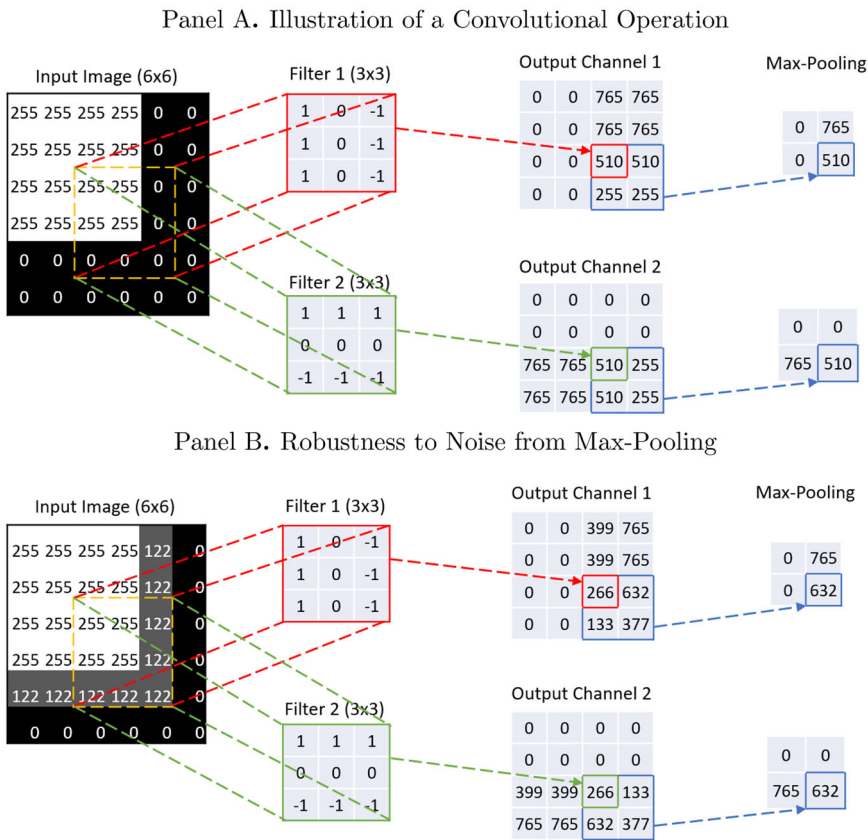 Panel A. Illustration of a Convolutional Operation
Input Image (6x6)
255 255 255 255 0 0
255 255 255 255 0 0
255 255 255 255 0 0
255 255 255 255 0 0
0 0 0 0 0 0
0 0 0 0 0 0
Filter 1 (3x3)
1 0 -1
1 0 -1
1 0 -1
Output Channel 1
0 0 765 765
0 0 765 765
0 0 510 510
0 0 255 255
Max-Pooling
0 765
0 510
Filter 2 (3x3)
1 1 1
0 0 0
-1 -1 -1
Output Channel 2
0 0 0 0
0 0 0 0
765 765 510 255
765 765 510 255
0 0
765 510
Panel B. Robustness to Noise from Max-Pooling
Input Image (6x6)
255 255 255 255 122 0
255 255 255 255 122 0
255 255 255 255 122 0
255 255 255 255 122 0
122 122 122 122 122 0
0 0 0 0 0 0
Filter 1 (3x3)
1 0 -1
1 0 -1
1 0 -1
Output Channel 1
0 0 399 765
0 0 399 765
0 0 266 632
0 0 133 377
Max-Pooling
0 765
0 632
Filter 2 (3x3)
1 1 1
0 0 0
-1 -1 -1
Output Channel 2
0 0 0 0
0 0 0 0
399 399 266 133
765 765 632 377
0 0
765 632